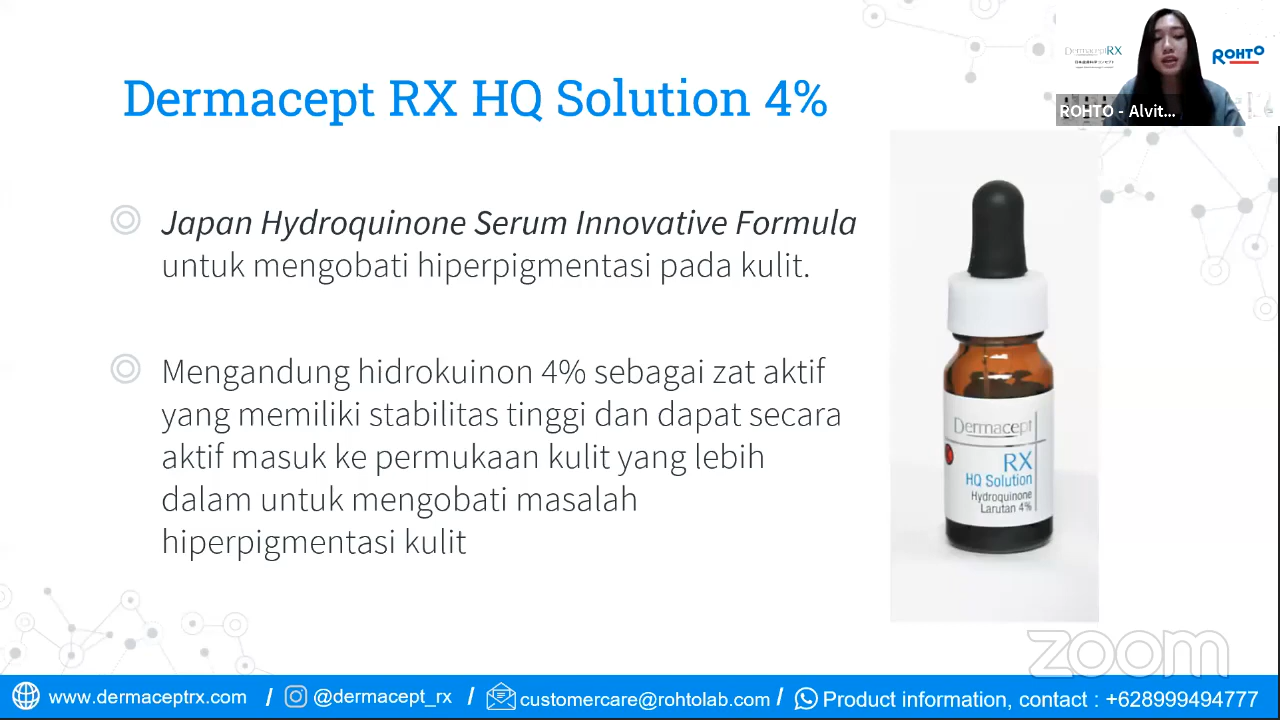 Dermacept RX HQ Solution 4%
DermaceptRX
ROHTO
ROHTO - Alvit...
Japan Hydroquinone Serum Innovative Formula
untuk mengobati hiperpigmentasi pada kulit.
Mengandung hidrokuinon 4% sebagai zat aktif
yang memiliki stabilitas tinggi dan dapat secara
aktif masuk ke permukaan kulit yang lebih
dalam untuk mengobati masalah
hiperpigmentasi kulit
Dermacept
RX
HQ Solution
Hydroquinone
Larutan 4%
zoom
www.dermaceptrx.com / @dermacept_rx / customercare@rohtolab.com / Product information, contact : +628999494777